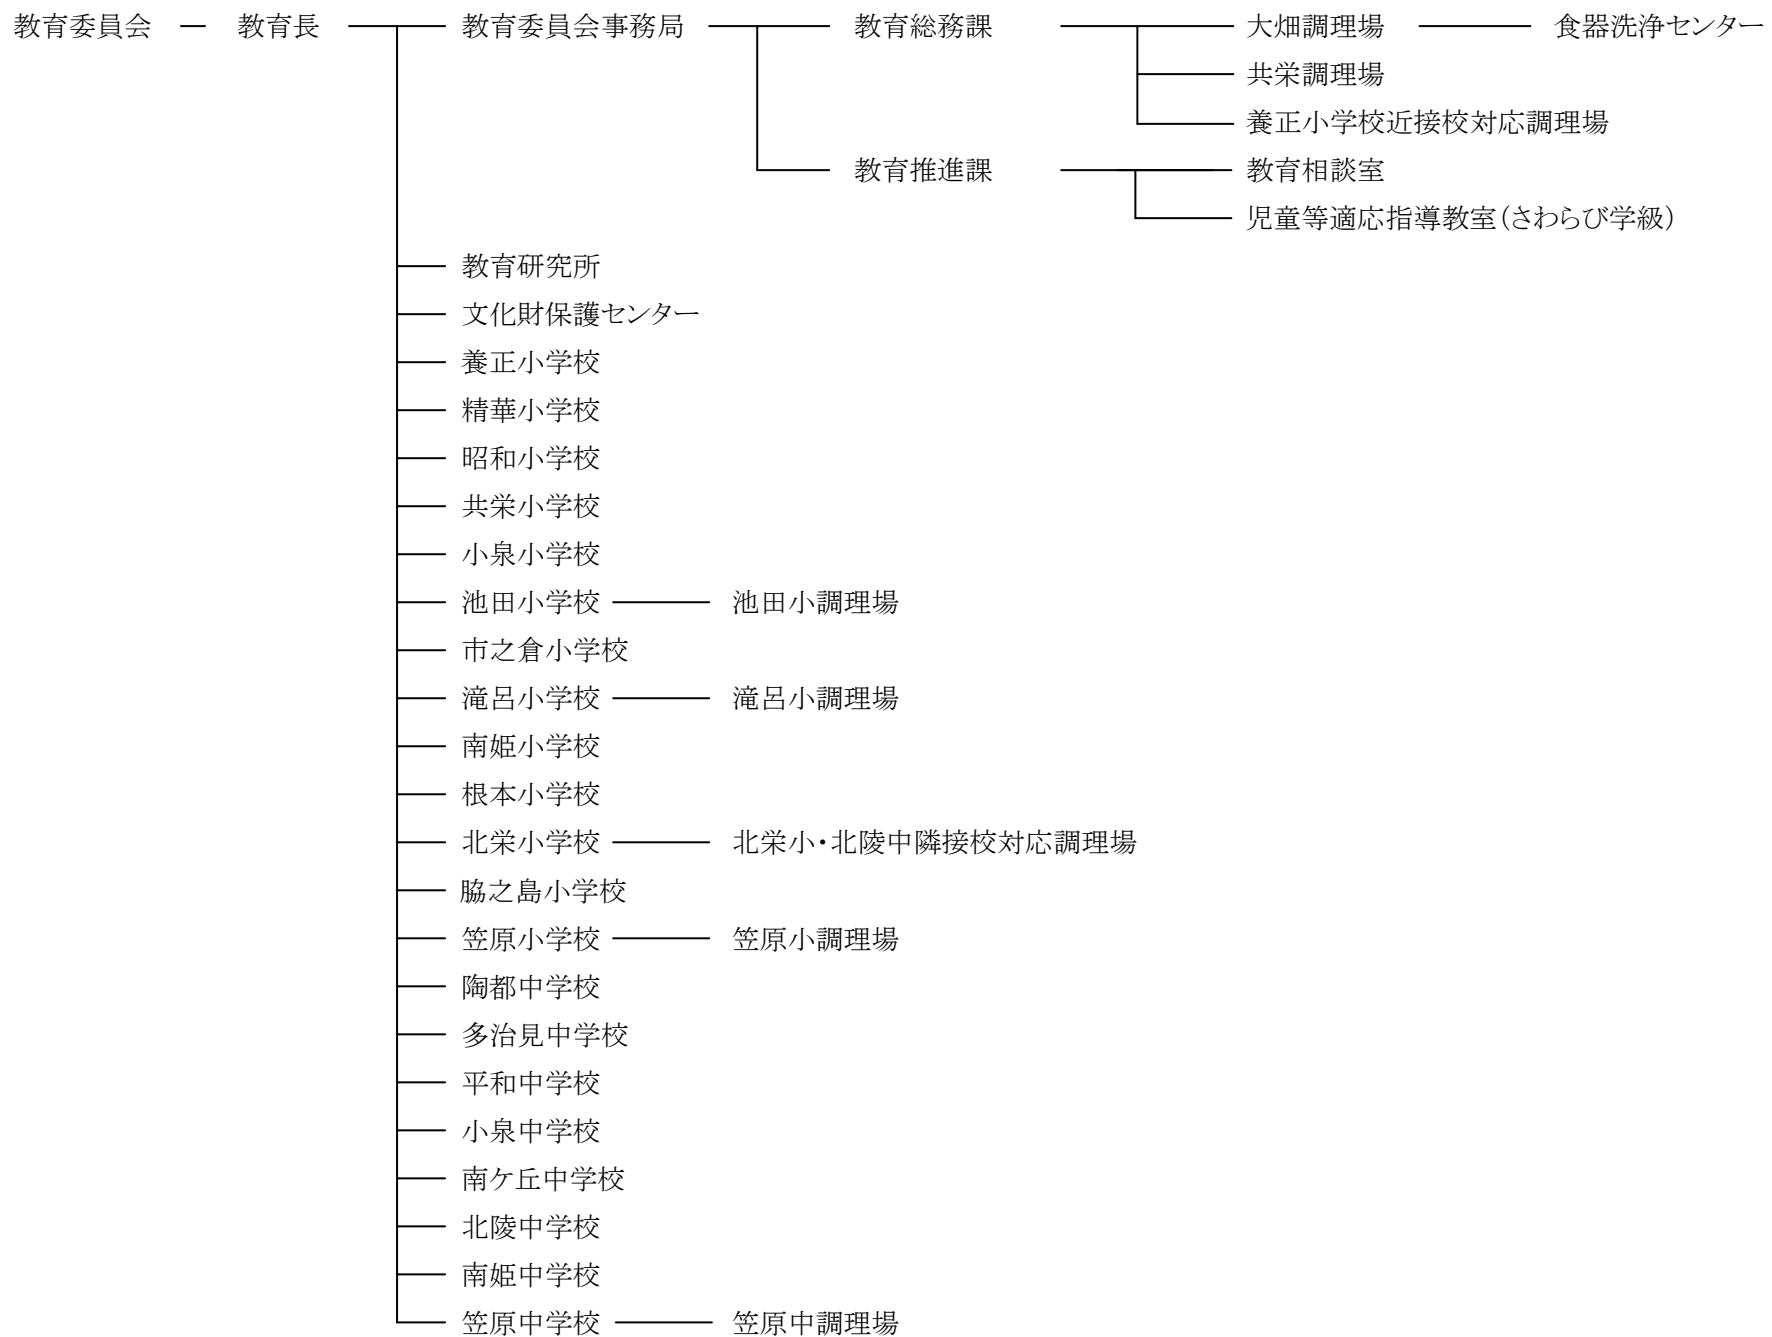 教育委員会 教育長 教育委員会事務局 教育総務課 大畑調理場 食器洗浄センター
共栄調理場
養正小学校近接校対応調理場
教育推進課 教育相談室
児童等適応指導教室(さわらび学級)
教育研究所
文化財保護センター
養正小学校
精華小学校
昭和小学校
共栄小学校
小泉小学校
池田小学校 池田小調理場
市之倉小学校
滝呂小学校 滝呂小調理場
南姫小学校
根本小学校
北栄小学校 北栄小・北陵中隣接校対応調理場
脇之島小学校
笠原小学校 笠原小調理場
陶都中学校
多治見中学校
平和中学校
小泉中学校
南ケ丘中学校
北陵中学校
南姫中学校
笠原中学校 笠原中調理場